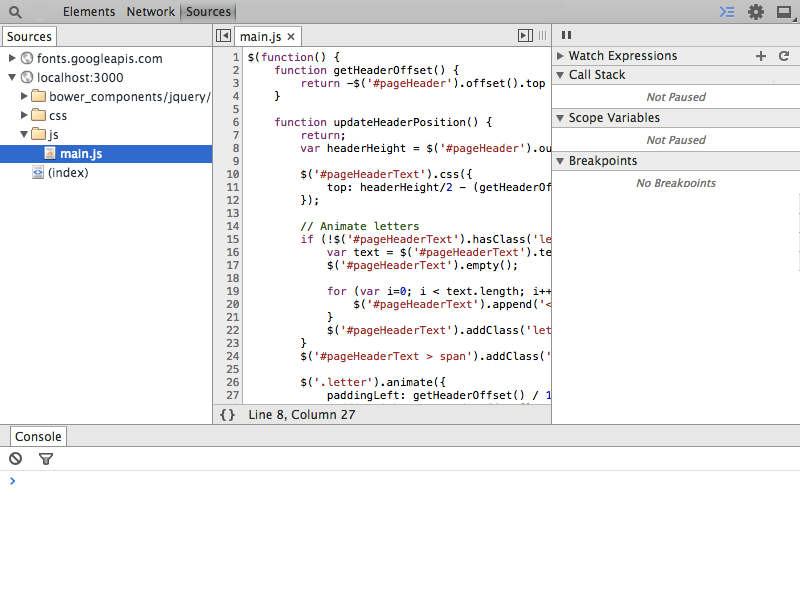 Elements Network Sources
Sources
main.js
fonts.googleapis.com
localhost:3000
bower_components/jquery/
css
js
main.js
(index)
1 $(function() {
2 function getHeaderOffset() {
3 return -$('#pageHeader').offset().top
4 }
5
6 function updateHeaderPosition() {
7 return;
8 var headerHeight = $('#pageHeader').ou
9
10 $('#pageHeaderText').css({
11 top: headerHeight/2 - (getHeaderOf
12 });
13
14 // Animate letters
15 if (!$('#pageHeaderText').hasClass('le
16 var text = $('#pageHeaderText').te
17 $('#pageHeaderText').empty();
18
19 for (var i=0; i < text.length; i++
20 $('#pageHeaderText').append('<
21 }
22 $('#pageHeaderText').addClass('let
23 }
24 $('#pageHeaderText > span').addClass('
25
26 $('.letter').animate({
27 paddingLeft: getHeaderOffset() / 1
{} Line 8, Column 27
Watch Expressions
Call Stack
Not Paused
Scope Variables
Not Paused
Breakpoints
No Breakpoints
Console